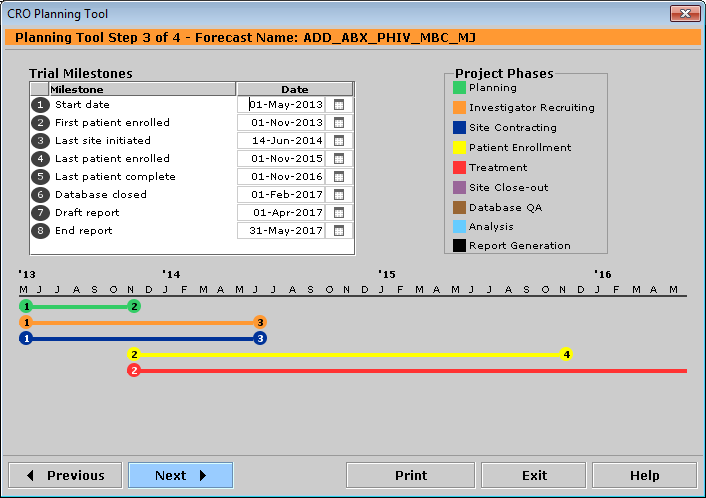 CRO Planning Tool
Planning Tool Step 3 of 4 - Forecast Name: ADD_ABX_PHIV_MBC_MJ
Trial Milestones
Milestone Date
1 Start date 01-May-2013
2 First patient enrolled 01-Nov-2013
3 Last site initiated 14-Jun-2014
4 Last patient enrolled 01-Nov-2015
5 Last patient complete 01-Nov-2016
6 Database closed 01-Feb-2017
7 Draft report 01-Apr-2017
8 End report 31-May-2017
Project Phases
Planning
Investigator Recruiting
Site Contracting
Patient Enrollment
Treatment
Site Close-out
Database QA
Analysis
Report Generation
'13 '14 '15 '16
M J J A S O N D J F M A M J J A S O N D J F M A M J J A S O N D J F M A M
1 2
1 3
1 3
2 4
2
Previous Next Print Exit Help